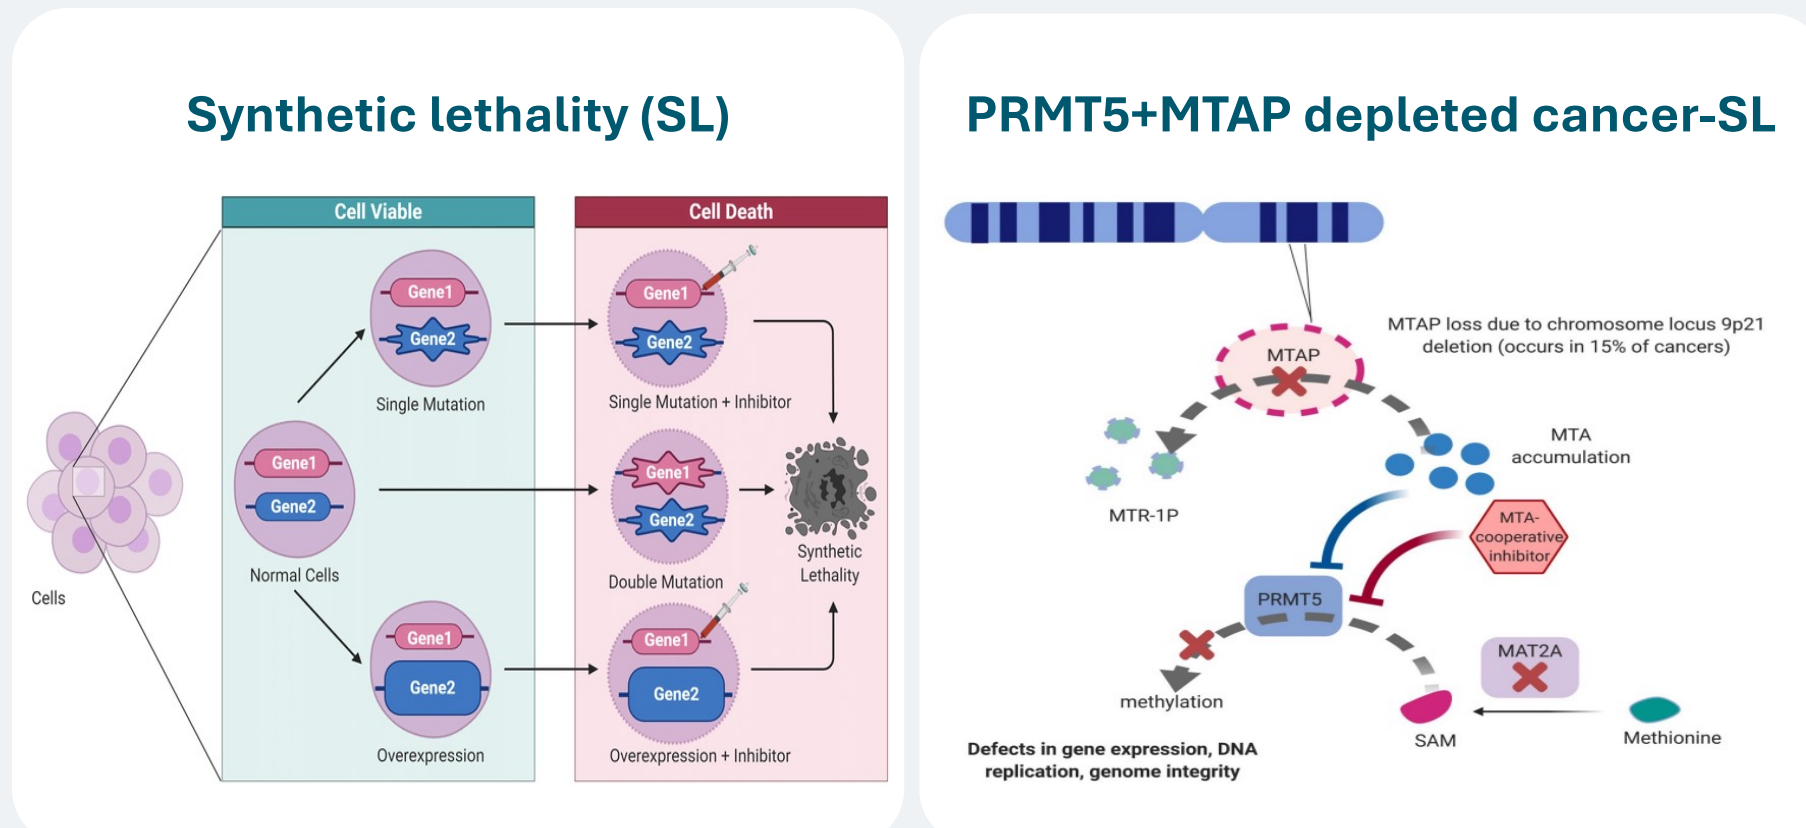 Synthetic lethality (SL)
Cell Viable
Cell Death
Gene1
Gene2
Single Mutation
Gene1
Gene2
Single Mutation + Inhibitor
Gene1
Gene2
Normal Cells
Cells
Gene1
Gene2
Double Mutation
Synthetic
Lethality
Gene1
Gene2
Overexpression
Gene1
Gene2
Overexpression + Inhibitor
PRMT5+MTAP depleted cancer-SL
MTAP loss due to chromosome locus 9p21
deletion (occurs in 15% of cancers)
MTAP
MTA
accumulation
MTR-1P
MTA-
cooperative
inhibitor
PRMT5
MAT2A
methylation
SAM
Methionine
Defects in gene expression, DNA
replication, genome integrity